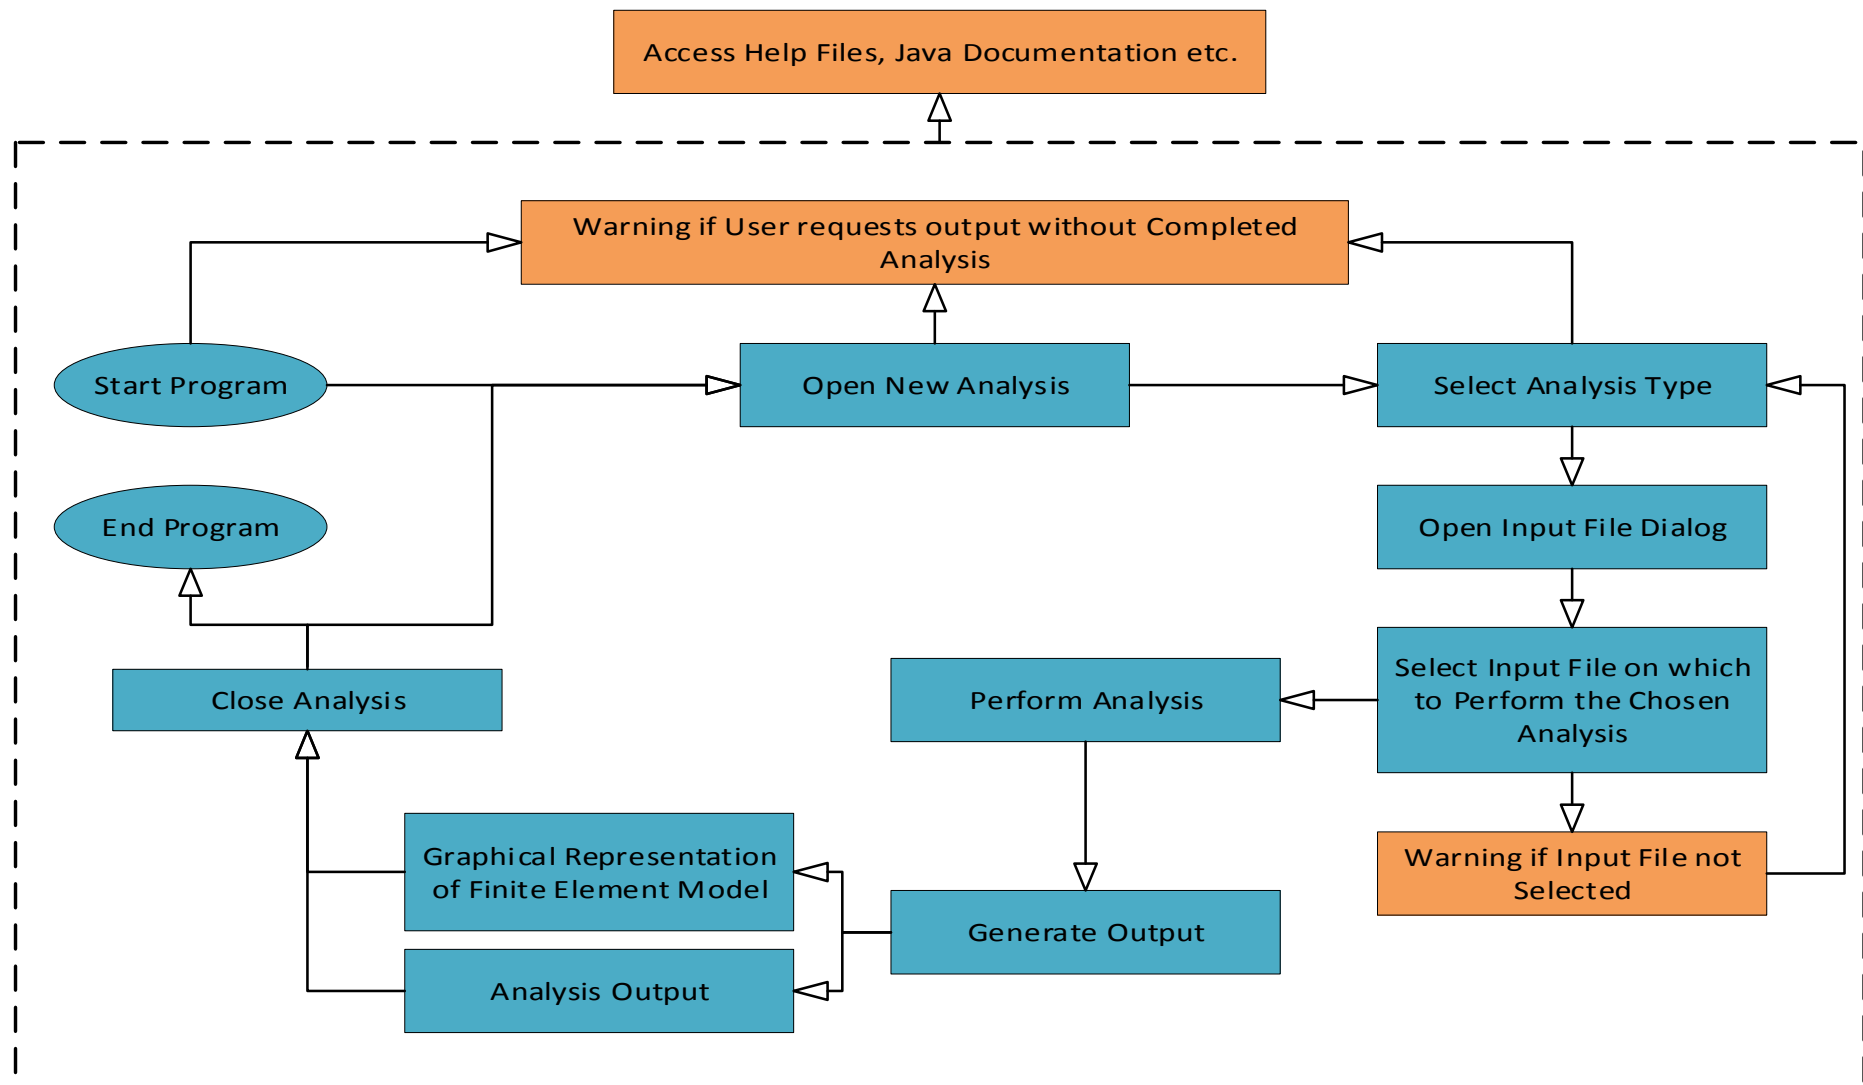 Access Help Files, Java Documentation etc.
Warning if User requests output without Completed
Analysis
Start Program
Open New Analysis
Select Analysis Type
End Program
Open Input File Dialog
Close Analysis
Perform Analysis
Select Input File on which
to Perform the Chosen
Analysis
Graphical Representation
of Finite Element Model
Warning if Input File not
Selected
Generate Output
Analysis Output